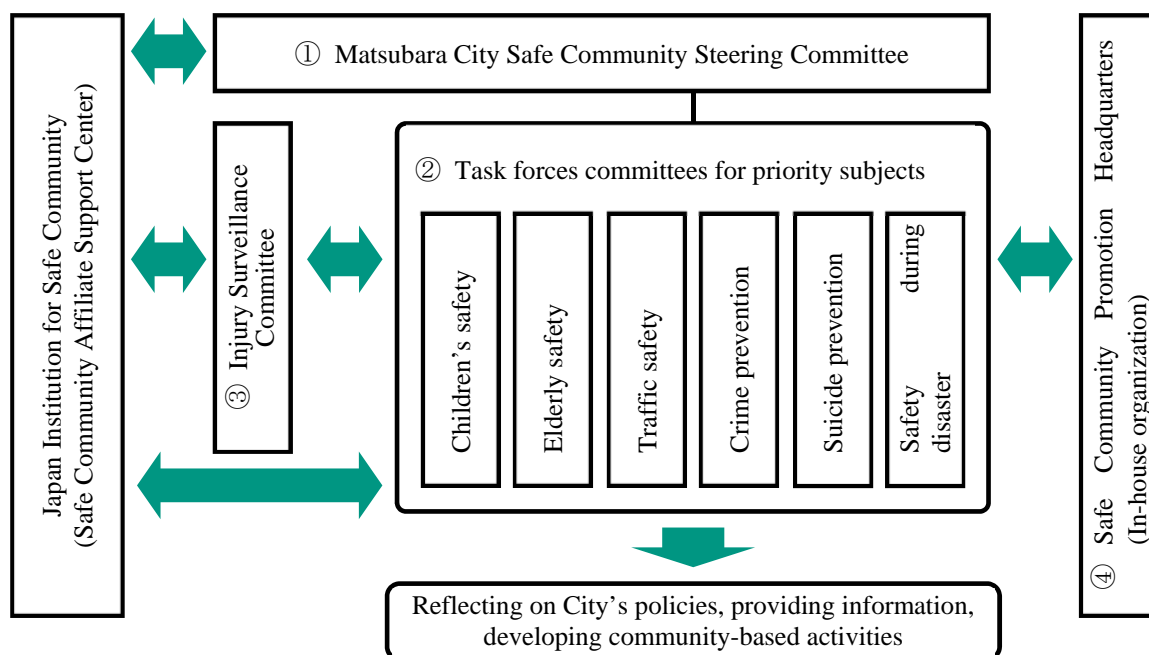 ① Matsubara City Safe Community Steering Committee
Japan Institution for Safe Community
(Safe Community Affiliate Support Center)
③ Injury Surveillance
Committee
② Task forces committees for priority subjects
Children’s safety
Elderly safety
Traffic safety
Crime prevention
Suicide prevention
Safety during
disaster
④ Safe Community Promotion Headquarters
(In-house organization)
Reflecting on City’s policies, providing information,
developing community-based activities